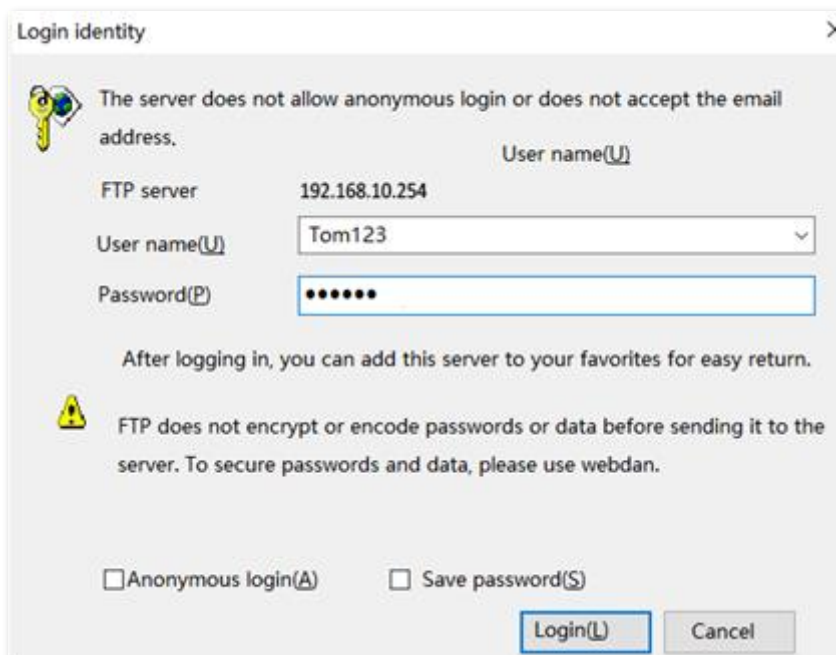 Login identity
The server does not allow anonymous login or does not accept the email
address.
User name(U)
FTP server 192.168.10.254
User name(U) Tom123
Password(P) ••••••
After logging in, you can add this server to your favorites for easy return.
FTP does not encrypt or encode passwords or data before sending it to the
server. To secure passwords and data, please use webdan.
Anonymous login(A) Save password(S)
Login(L) Cancel